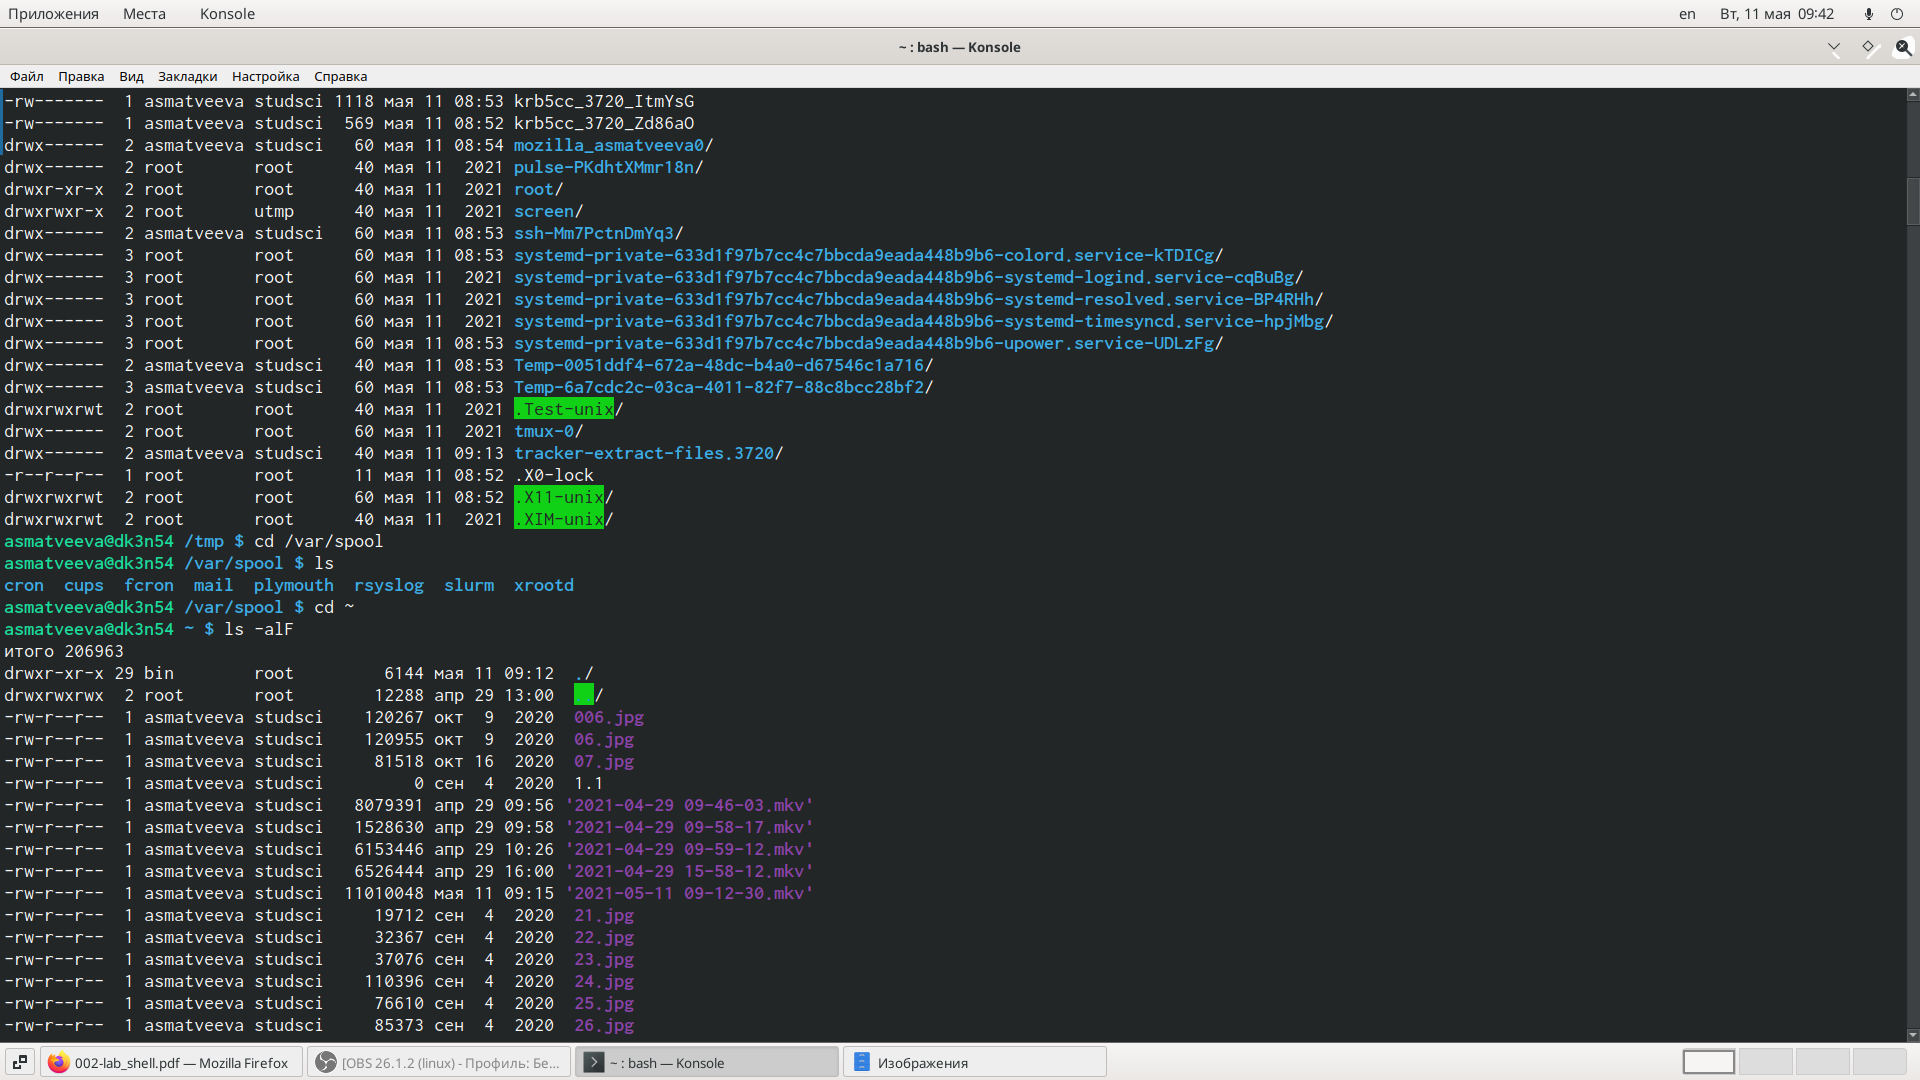 Приложения Места Konsole en Вт, 11 мая 09:42
~ : bash — Konsole
Файл Правка Вид Закладки Настройка Справка
-rw------- 1 asmatveeva studsci 1118 мая 11 08:53 krb5cc_3720_ItmYsG
-rw------- 1 asmatveeva studsci 569 мая 11 08:52 krb5cc_3720_Zd86aO
drwx------ 2 asmatveeva studsci 60 мая 11 08:54 mozilla_asmatveeva0/
drwx------ 2 root root 40 мая 11 2021 pulse-PKdhtXMmr18n/
drwxr-xr-x 2 root root 40 мая 11 2021 root/
drwxrwxr-x 2 root utmp 40 мая 11 2021 screen/
drwx------ 2 asmatveeva studsci 60 мая 11 08:53 ssh-Mm7PctnDmYq3/
drwx------ 3 root root 60 мая 11 08:53 systemd-private-633d1f97b7cc4c7bbcda9eada448b9b6-colord.service-kTDICg/
drwx------ 3 root root 60 мая 11 2021 systemd-private-633d1f97b7cc4c7bbcda9eada448b9b6-systemd-logind.service-cqBuBg/
drwx------ 3 root root 60 мая 11 2021 systemd-private-633d1f97b7cc4c7bbcda9eada448b9b6-systemd-resolved.service-BP4RHh/
drwx------ 3 root root 60 мая 11 2021 systemd-private-633d1f97b7cc4c7bbcda9eada448b9b6-systemd-timesyncd.service-hpjMbg/
drwx------ 3 root root 60 мая 11 08:53 systemd-private-633d1f97b7cc4c7bbcda9eada448b9b6-upower.service-UDLzFg/
drwx------ 2 asmatveeva studsci 40 мая 11 08:53 Temp-0051ddf4-672a-48dc-b4a0-d67546c1a716/
drwx------ 3 asmatveeva studsci 60 мая 11 08:53 Temp-6a7cdc2c-03ca-4011-82f7-88c8bcc28bf2/
drwxrwxrwt 2 root root 40 мая 11 2021 .Test-unix/
drwx------ 2 root root 60 мая 11 2021 tmux-0/
drwx------ 2 asmatveeva studsci 40 мая 11 09:13 tracker-extract-files.3720/
-r--r--r-- 1 root root 11 мая 11 08:52 .X0-lock
drwxrwxrwt 2 root root 60 мая 11 08:52 .X11-unix/
drwxrwxrwt 2 root root 40 мая 11 2021 .XIM-unix/
asmatveeva@dk3n54 /tmp $ cd /var/spool
asmatveeva@dk3n54 /var/spool $ ls
cron cups fcron mail plymouth rsyslog slurm xrootd
asmatveeva@dk3n54 /var/spool $ cd ~
asmatveeva@dk3n54 ~ $ ls -alF
итого 206963
drwxr-xr-x 29 bin root 6144 мая 11 09:12 ./
drwxrwxrwx 2 root root 12288 апр 29 13:00 ../
-rw-r--r-- 1 asmatveeva studsci 120267 окт 9 2020 006.jpg
-rw-r--r-- 1 asmatveeva studsci 120955 окт 9 2020 06.jpg
-rw-r--r-- 1 asmatveeva studsci 81518 окт 16 2020 07.jpg
-rw-r--r-- 1 asmatveeva studsci 0 сен 4 2020 1.1
-rw-r--r-- 1 asmatveeva studsci 8079391 апр 29 09:56 '2021-04-29 09-46-03.mkv'
-rw-r--r-- 1 asmatveeva studsci 1528630 апр 29 09:58 '2021-04-29 09-58-17.mkv'
-rw-r--r-- 1 asmatveeva studsci 6153446 апр 29 10:26 '2021-04-29 09-59-12.mkv'
-rw-r--r-- 1 asmatveeva studsci 6526444 апр 29 16:00 '2021-04-29 15-58-12.mkv'
-rw-r--r-- 1 asmatveeva studsci 11010048 мая 11 09:15 '2021-05-11 09-12-30.mkv'
-rw-r--r-- 1 asmatveeva studsci 19712 сен 4 2020 21.jpg
-rw-r--r-- 1 asmatveeva studsci 32367 сен 4 2020 22.jpg
-rw-r--r-- 1 asmatveeva studsci 37076 сен 4 2020 23.jpg
-rw-r--r-- 1 asmatveeva studsci 110396 сен 4 2020 24.jpg
-rw-r--r-- 1 asmatveeva studsci 76610 сен 4 2020 25.jpg
-rw-r--r-- 1 asmatveeva studsci 85373 сен 4 2020 26.jpg
002-lab_shell.pdf — Mozilla Firefox [OBS 26.1.2 (linux) - Профиль: Бе... ~ : bash — Konsole Изображения